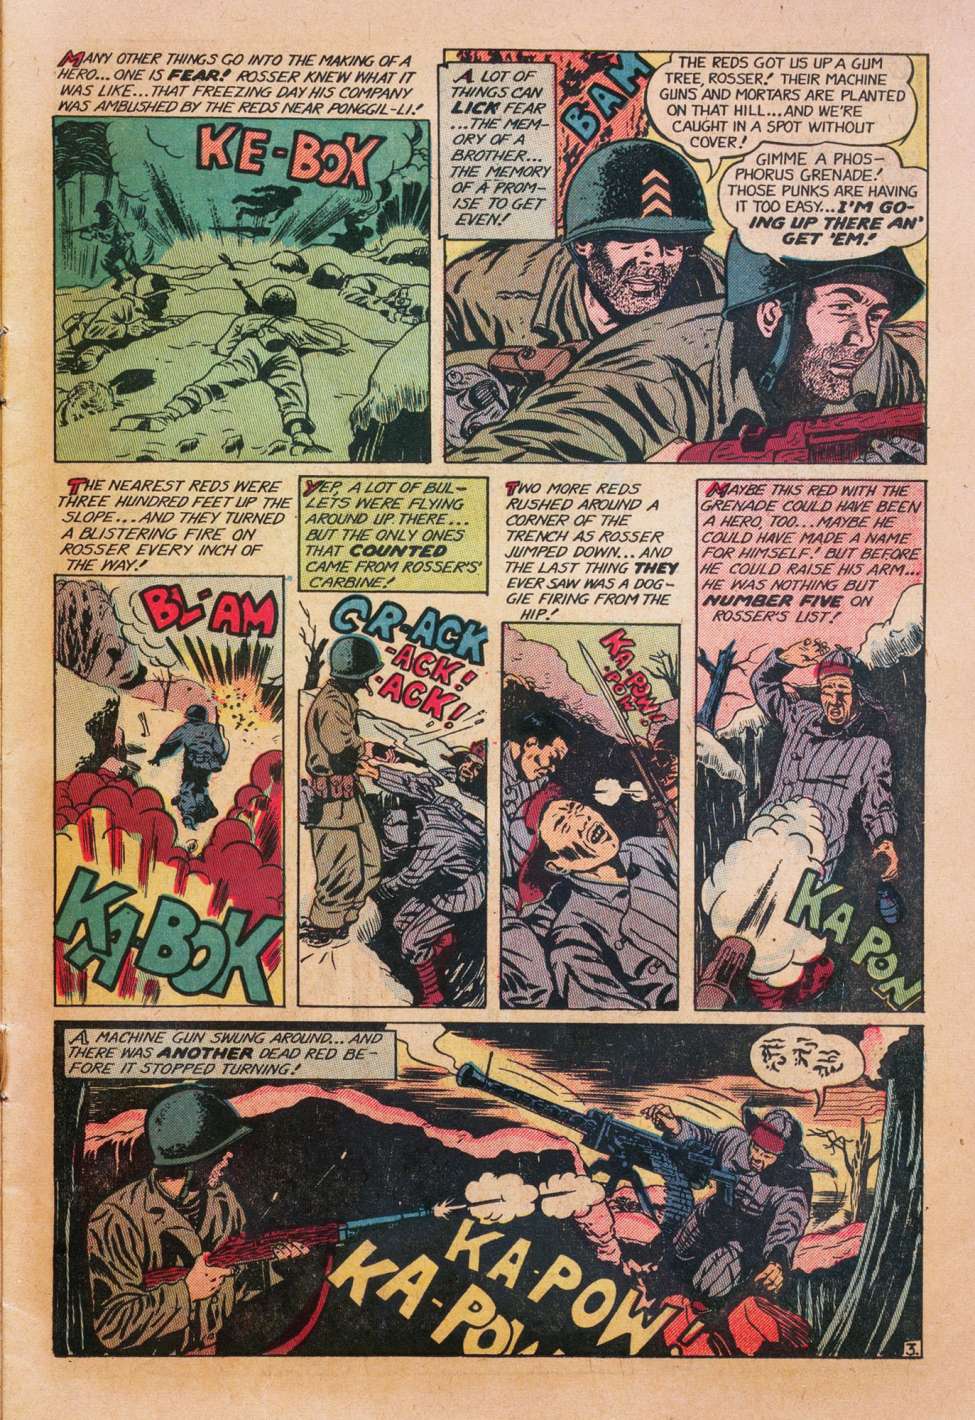 MANY OTHER THINGS GO INTO THE MAKING OF A
HERO... ONE IS FEAR! ROSSER KNEW WHAT IT
WAS LIKE...THAT FREEZING DAY HIS COMPANY
WAS AMBUSHED BY THE REDS NEAR PONGGIL-LI!
KE-BOK
A LOT OF
THINGS CAN
LICK FEAR
...THE MEM-
ORY OF A
BROTHER...
THE MEMORY
OF A PROM-
ISE TO GET
EVEN!
BAM
THE REDS GOT US UP A GUM
TREE, ROSSER! THEIR MACHINE
GUNS AND MORTARS ARE PLANTED
ON THAT HILL...AND WE'RE
CAUGHT IN A SPOT WITHOUT
COVER!
GIMME A PHOS-
PHORUS GRENADE!
THOSE PUNKS ARE HAVING
IT TOO EASY...I'M GO-
ING UP THERE AN'
GET 'EM!
THE NEAREST REDS WERE
THREE HUNDRED FEET UP THE
SLOPE...AND THEY TURNED
A BLISTERING FIRE ON
ROSSER EVERY INCH OF
THE WAY!
BL-AM
KA-BOK
YEP, A LOT OF BUL-
LETS WERE FLYING
AROUND UP THERE...
BUT THE ONLY ONES
THAT COUNTED
CAME FROM ROSSER'S'
CARBINE!
C-R-ACK
-ACK!
-ACK!
TWO MORE REDS
RUSHED AROUND A
CORNER OF THE
TRENCH AS ROSSER
JUMPED DOWN...AND
THE LAST THING THEY
EVER SAW WAS A DOG-
GIE FIRING FROM THE
HIP!
KA-POW!
-POK
MAYBE THIS RED WITH THE
GRENADE COULD HAVE BEEN
A HERO, TOO...MAYBE HE
COULD HAVE MADE A NAME
FOR HIMSELF! BUT BEFORE
HE COULD RAISE HIS ARM...
HE WAS NOTHING BUT
NUMBER FIVE ON
ROSSER'S LIST!
KA-POW
A MACHINE GUN SWUNG AROUND...AND
THERE WAS ANOTHER DEAD RED BE-
FORE IT STOPPED TURNING!
KA-POW!
KA-POW
3.